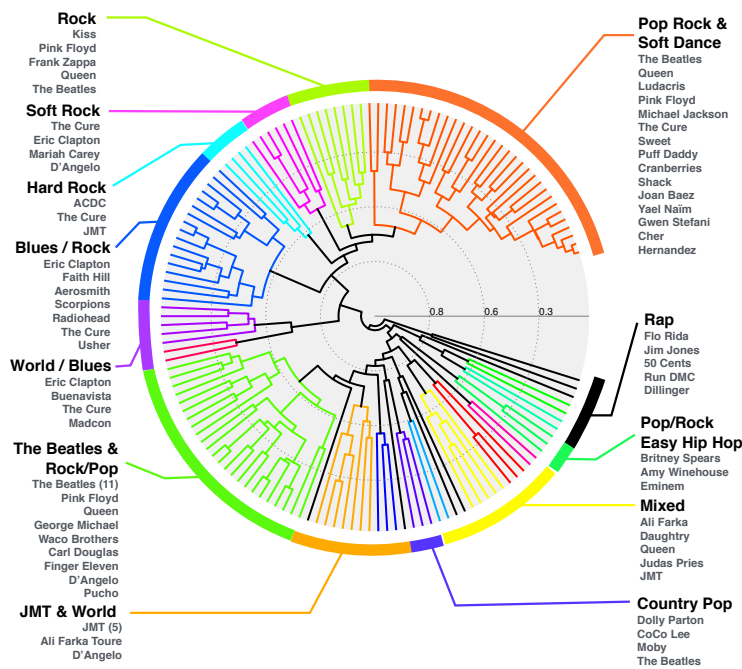 Rock
Kiss
Pink Floyd
Frank Zappa
Queen
The Beatles
Soft Rock
The Cure
Eric Clapton
Mariah Carey
D'Angelo
Hard Rock
ACDC
The Cure
JMT
Blues / Rock
Eric Clapton
Faith Hill
Aerosmith
Scorpions
Radiohead
The Cure
Usher
World / Blues
Eric Clapton
Buenavista
The Cure
Madcon
The Beatles &
Rock/Pop
The Beatles (11)
Pink Floyd
Queen
George Michael
Waco Brothers
Carl Douglas
Finger Eleven
D'Angelo
Pucho
JMT & World
JMT (5)
Ali Farka Toure
D'Angelo
0.8 0.6 0.3
Pop Rock &
Soft Dance
The Beatles
Queen
Ludacris
Pink Floyd
Michael Jackson
The Cure
Sweet
Puff Daddy
Cranberries
Shack
Joan Baez
Yael Naïm
Gwen Stefani
Cher
Hernandez
Rap
Flo Rida
Jim Jones
50 Cents
Run DMC
Dillinger
Pop/Rock
Easy Hip Hop
Britney Spears
Amy Winehouse
Eminem
Mixed
Ali Farka
Daughtry
Queen
Judas Pries
JMT
Country Pop
Dolly Parton
CoCo Lee
Moby
The Beatles